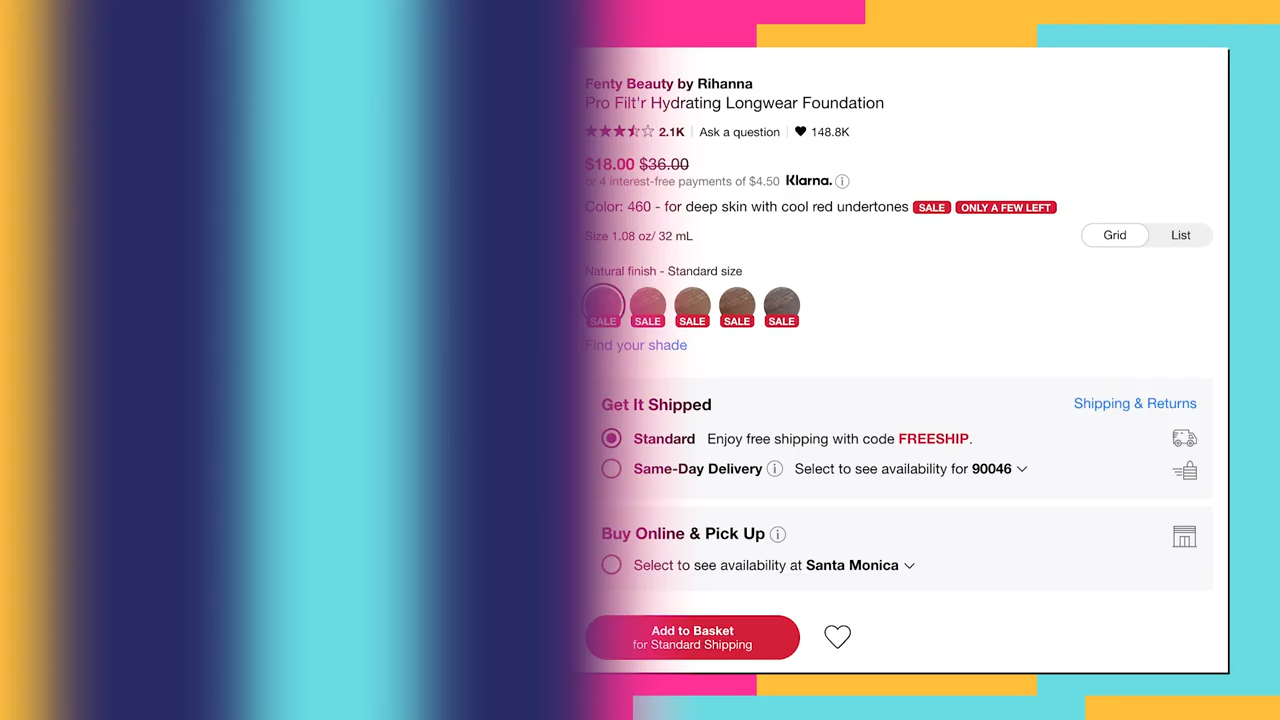 Fenty Beauty by Rihanna
Pro Filt'r Hydrating Longwear Foundation
2.1K Ask a question 148.8K
$18.00 $36.00
or 4 interest-free payments of $4.50 Klarna.
Color: 460 - for deep skin with cool red undertones SALE ONLY A FEW LEFT
Size 1.08 oz/ 32 mL
Grid List
Natural finish - Standard size
SALE SALE SALE SALE SALE
Find your shade
Get It Shipped Shipping & Returns
Standard Enjoy free shipping with code FREESHIP.
Same-Day Delivery Select to see availability for 90046
Buy Online & Pick Up
Select to see availability at Santa Monica
Add to Basket
for Standard Shipping